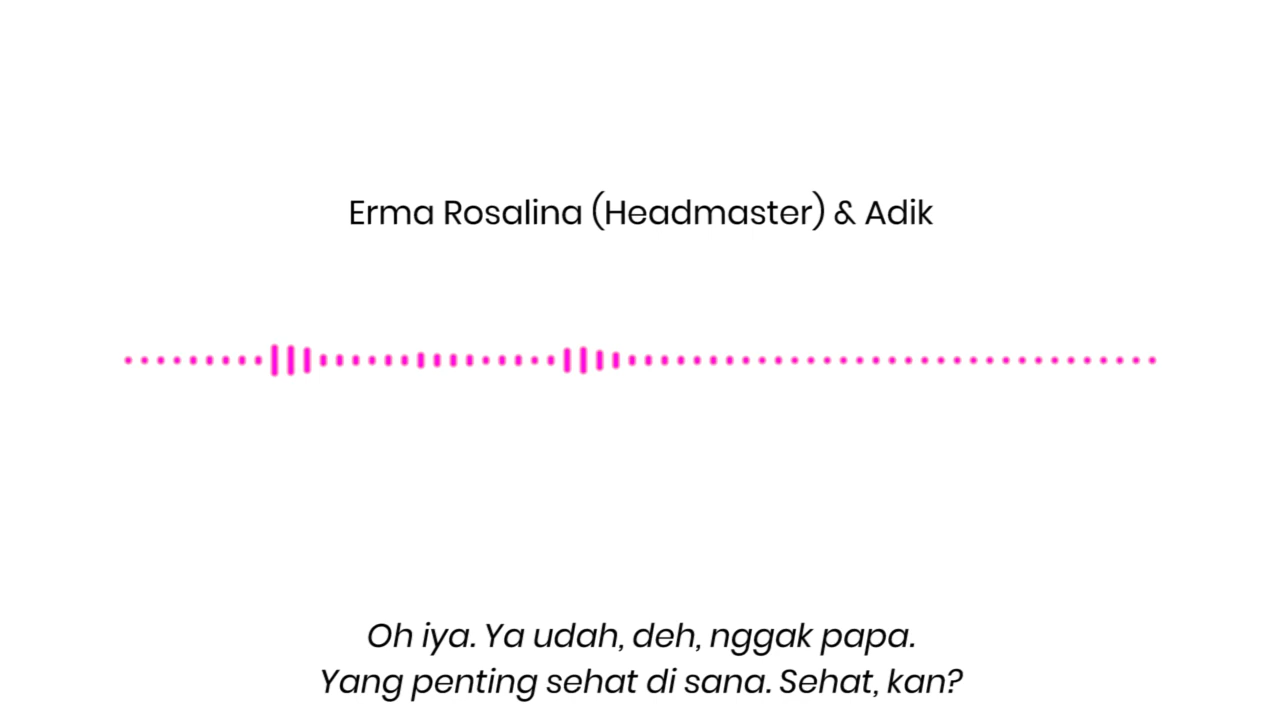 Erma Rosalina (Headmaster) & Adik
Oh iya. Ya udah, deh, nggak papa.
Yang penting sehat di sana. Sehat, kan?